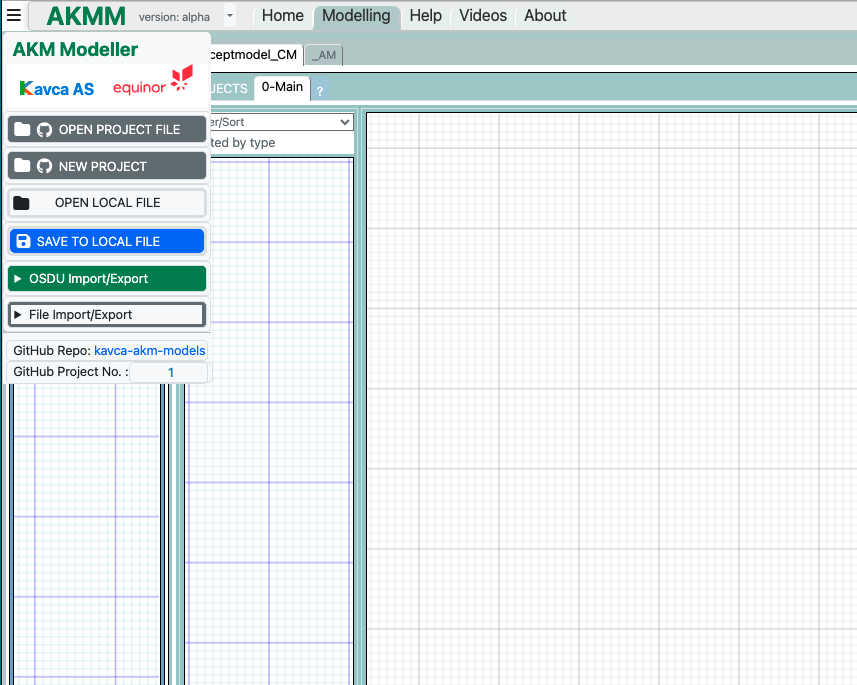 AKMM version: alpha Home Modelling Help Videos About
AKM Modeller
ceptmodel_CM _AM
Kavca AS equinor
JECTS 0-Main ?
er/Sort
OPEN PROJECT FILE
ted by type
NEW PROJECT
OPEN LOCAL FILE
SAVE TO LOCAL FILE
OSDU Import/Export
File Import/Export
GitHub Repo: kavca-akm-models
GitHub Project No. : 1